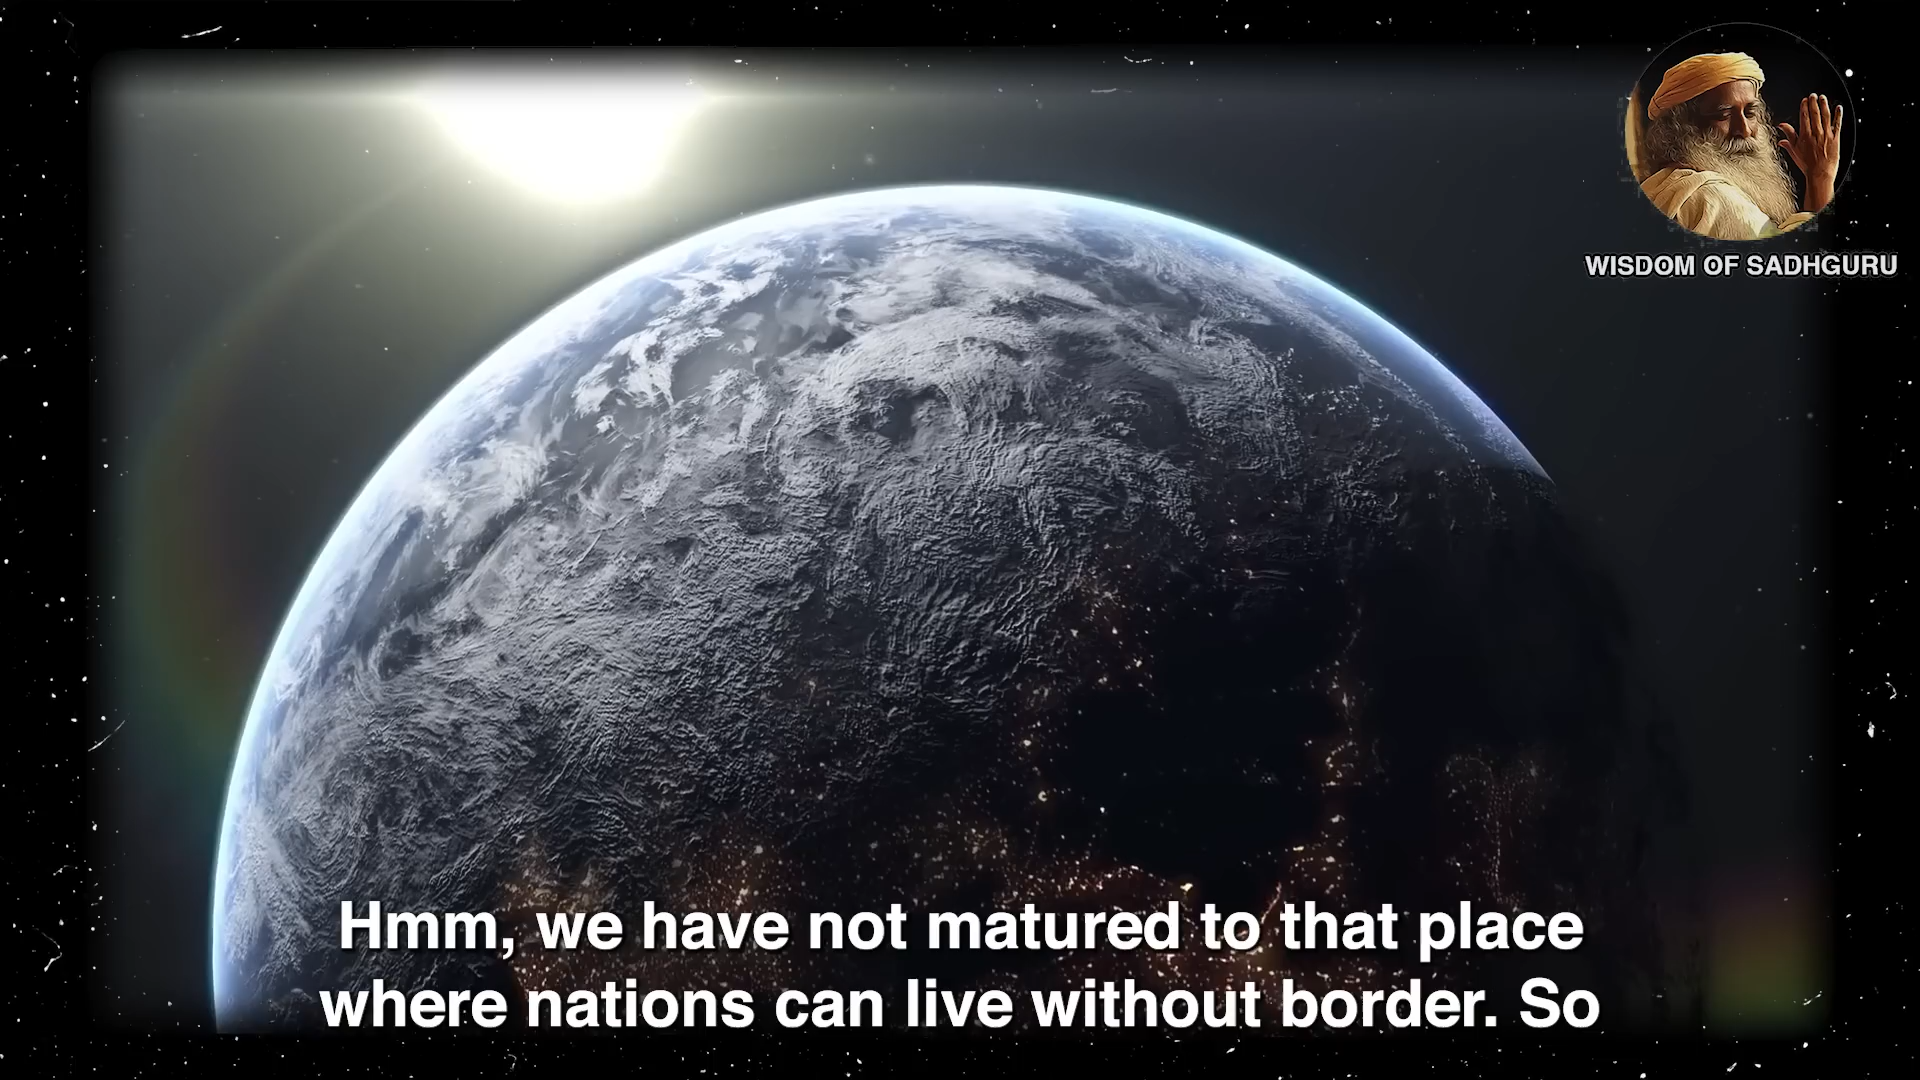 WISDOM OF SADHGURU
Hmm, we have not matured to that place
where nations can live without border. So